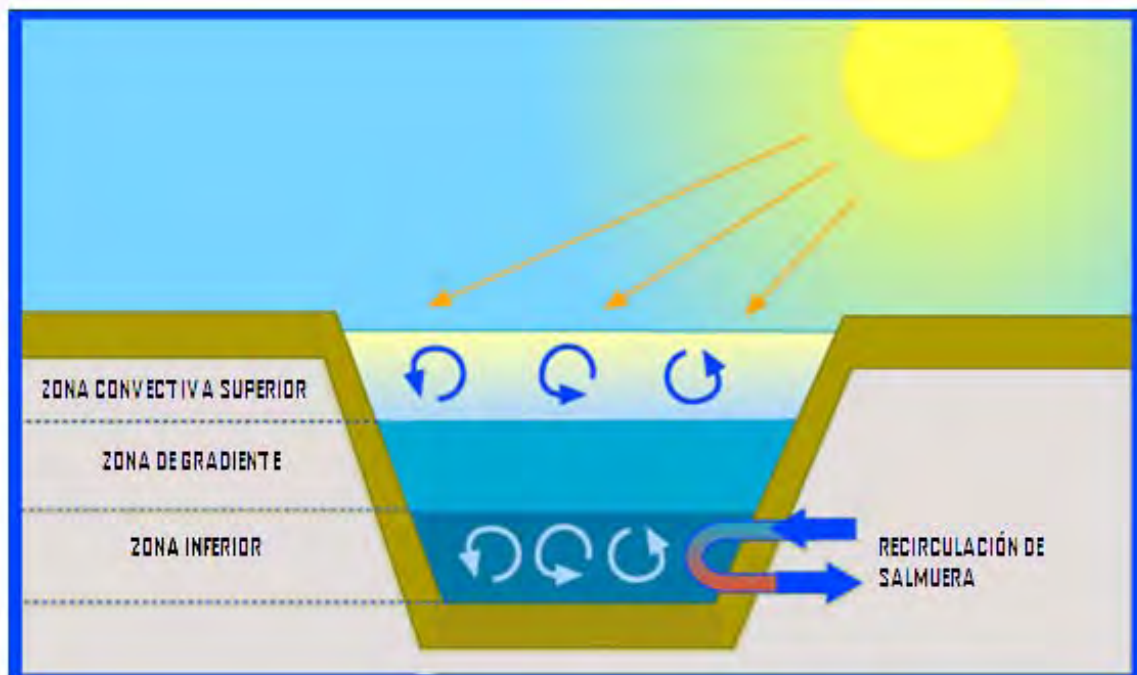 ZONA CONVECTIVA SUPERIOR
ZONA DE GRADIENTE
ZONA INFERIOR
RECIRCULACIÓN DE
SALMUERA